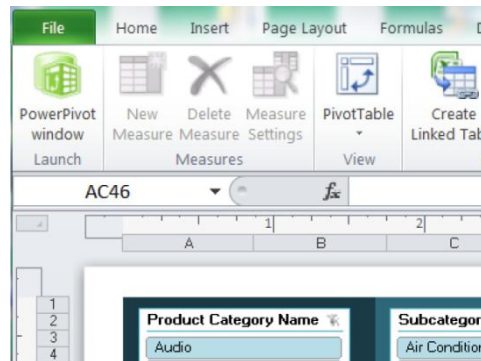 File Home Insert Page Layout Formulas
PowerPivot window New Measure Delete Measure Measure Settings PivotTable Create Linked Tab
Launch Measures View
AC46 fx
1 2
A B C
1
2
3
4
Product Category Name Subcategor
Audio Air Condition